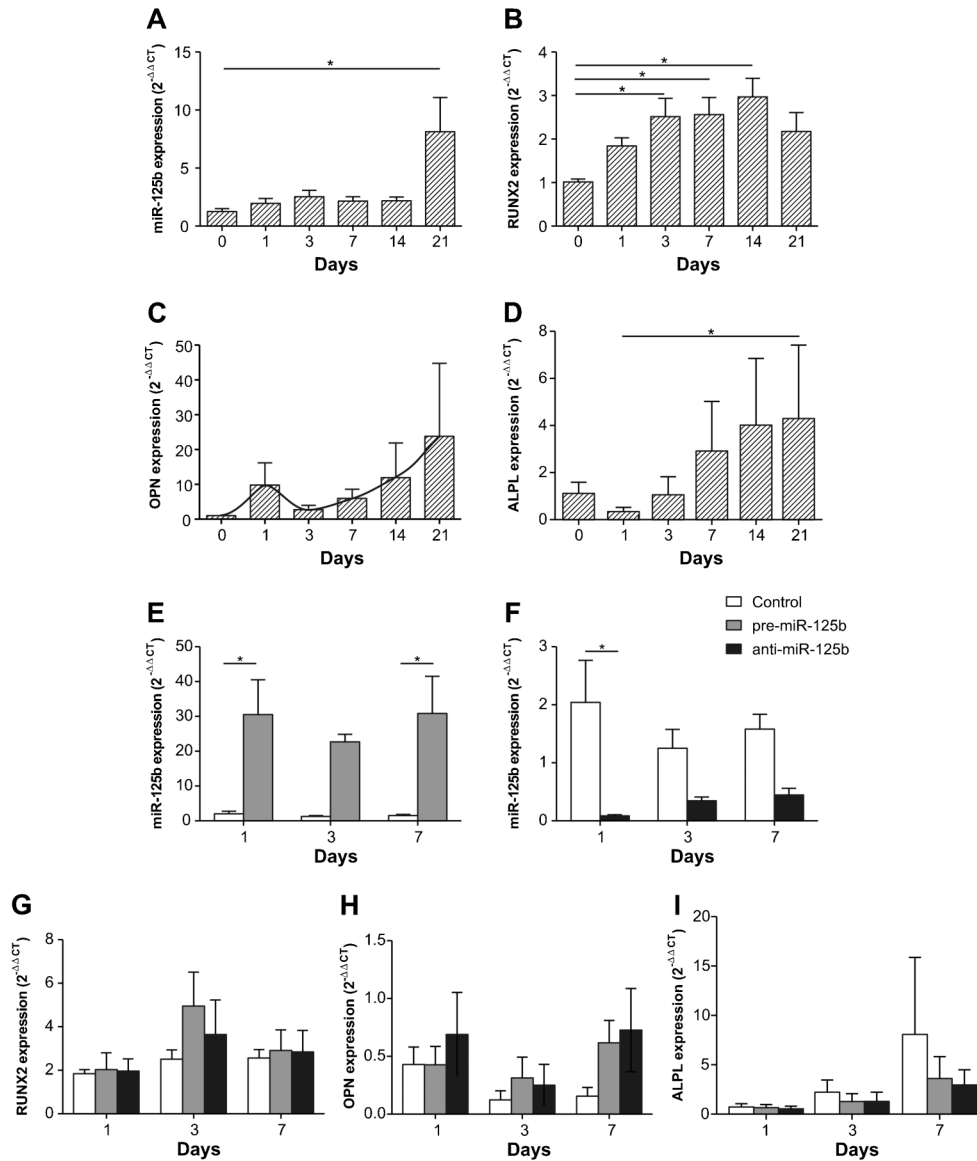 A
miR-125b expression (2^-ΔΔCT)
15
10
5
0
*
0 1 3 7 14 21
Days
B
RUNX2 expression (2^-ΔΔCT)
4
3
2
1
0
*
*
*
0 1 3 7 14 21
Days
C
OPN expression (2^-ΔΔCT)
50
40
30
20
10
0
0 1 3 7 14 21
Days
D
ALPL expression (2^-ΔΔCT)
8
6
4
2
0
*
0 1 3 7 14 21
Days
E
miR-125b expression (2^-ΔΔCT)
50
40
30
20
10
0
* *
1 3 7
Days
F
miR-125b expression (2^-ΔΔCT)
3
2
1
0
*
1 3 7
Days
Control
pre-miR-125b
anti-miR-125b
G
RUNX2 expression (2^-ΔΔCT)
8
6
4
2
0
1 3 7
Days
H
OPN expression (2^-ΔΔCT)
1.5
1.0
0.5
0.0
1 3 7
Days
I
ALPL expression (2^-ΔΔCT)
20
15
10
5
0
1 3 7
Days